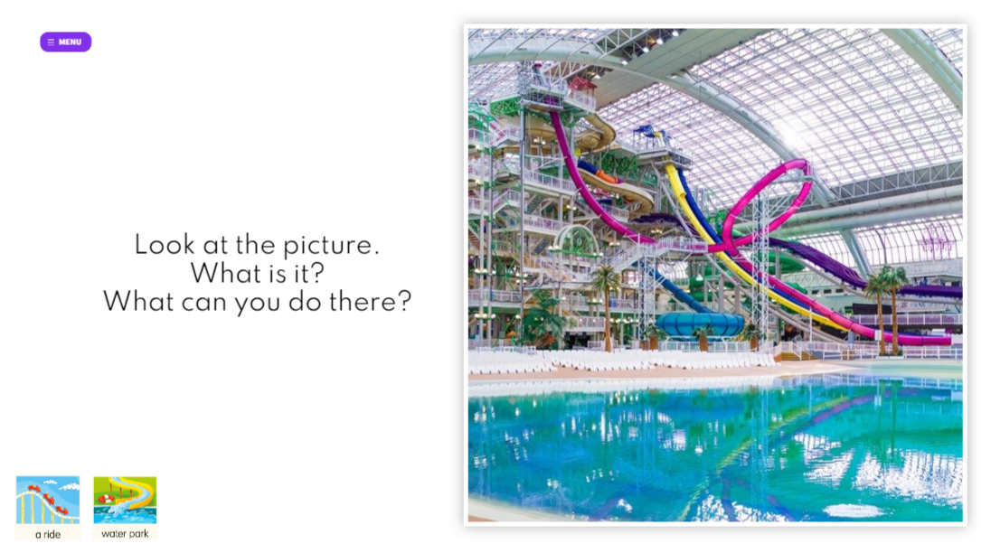 ☰ MENU
Look at the picture.
What is it?
What can you do there?
a ride
water park